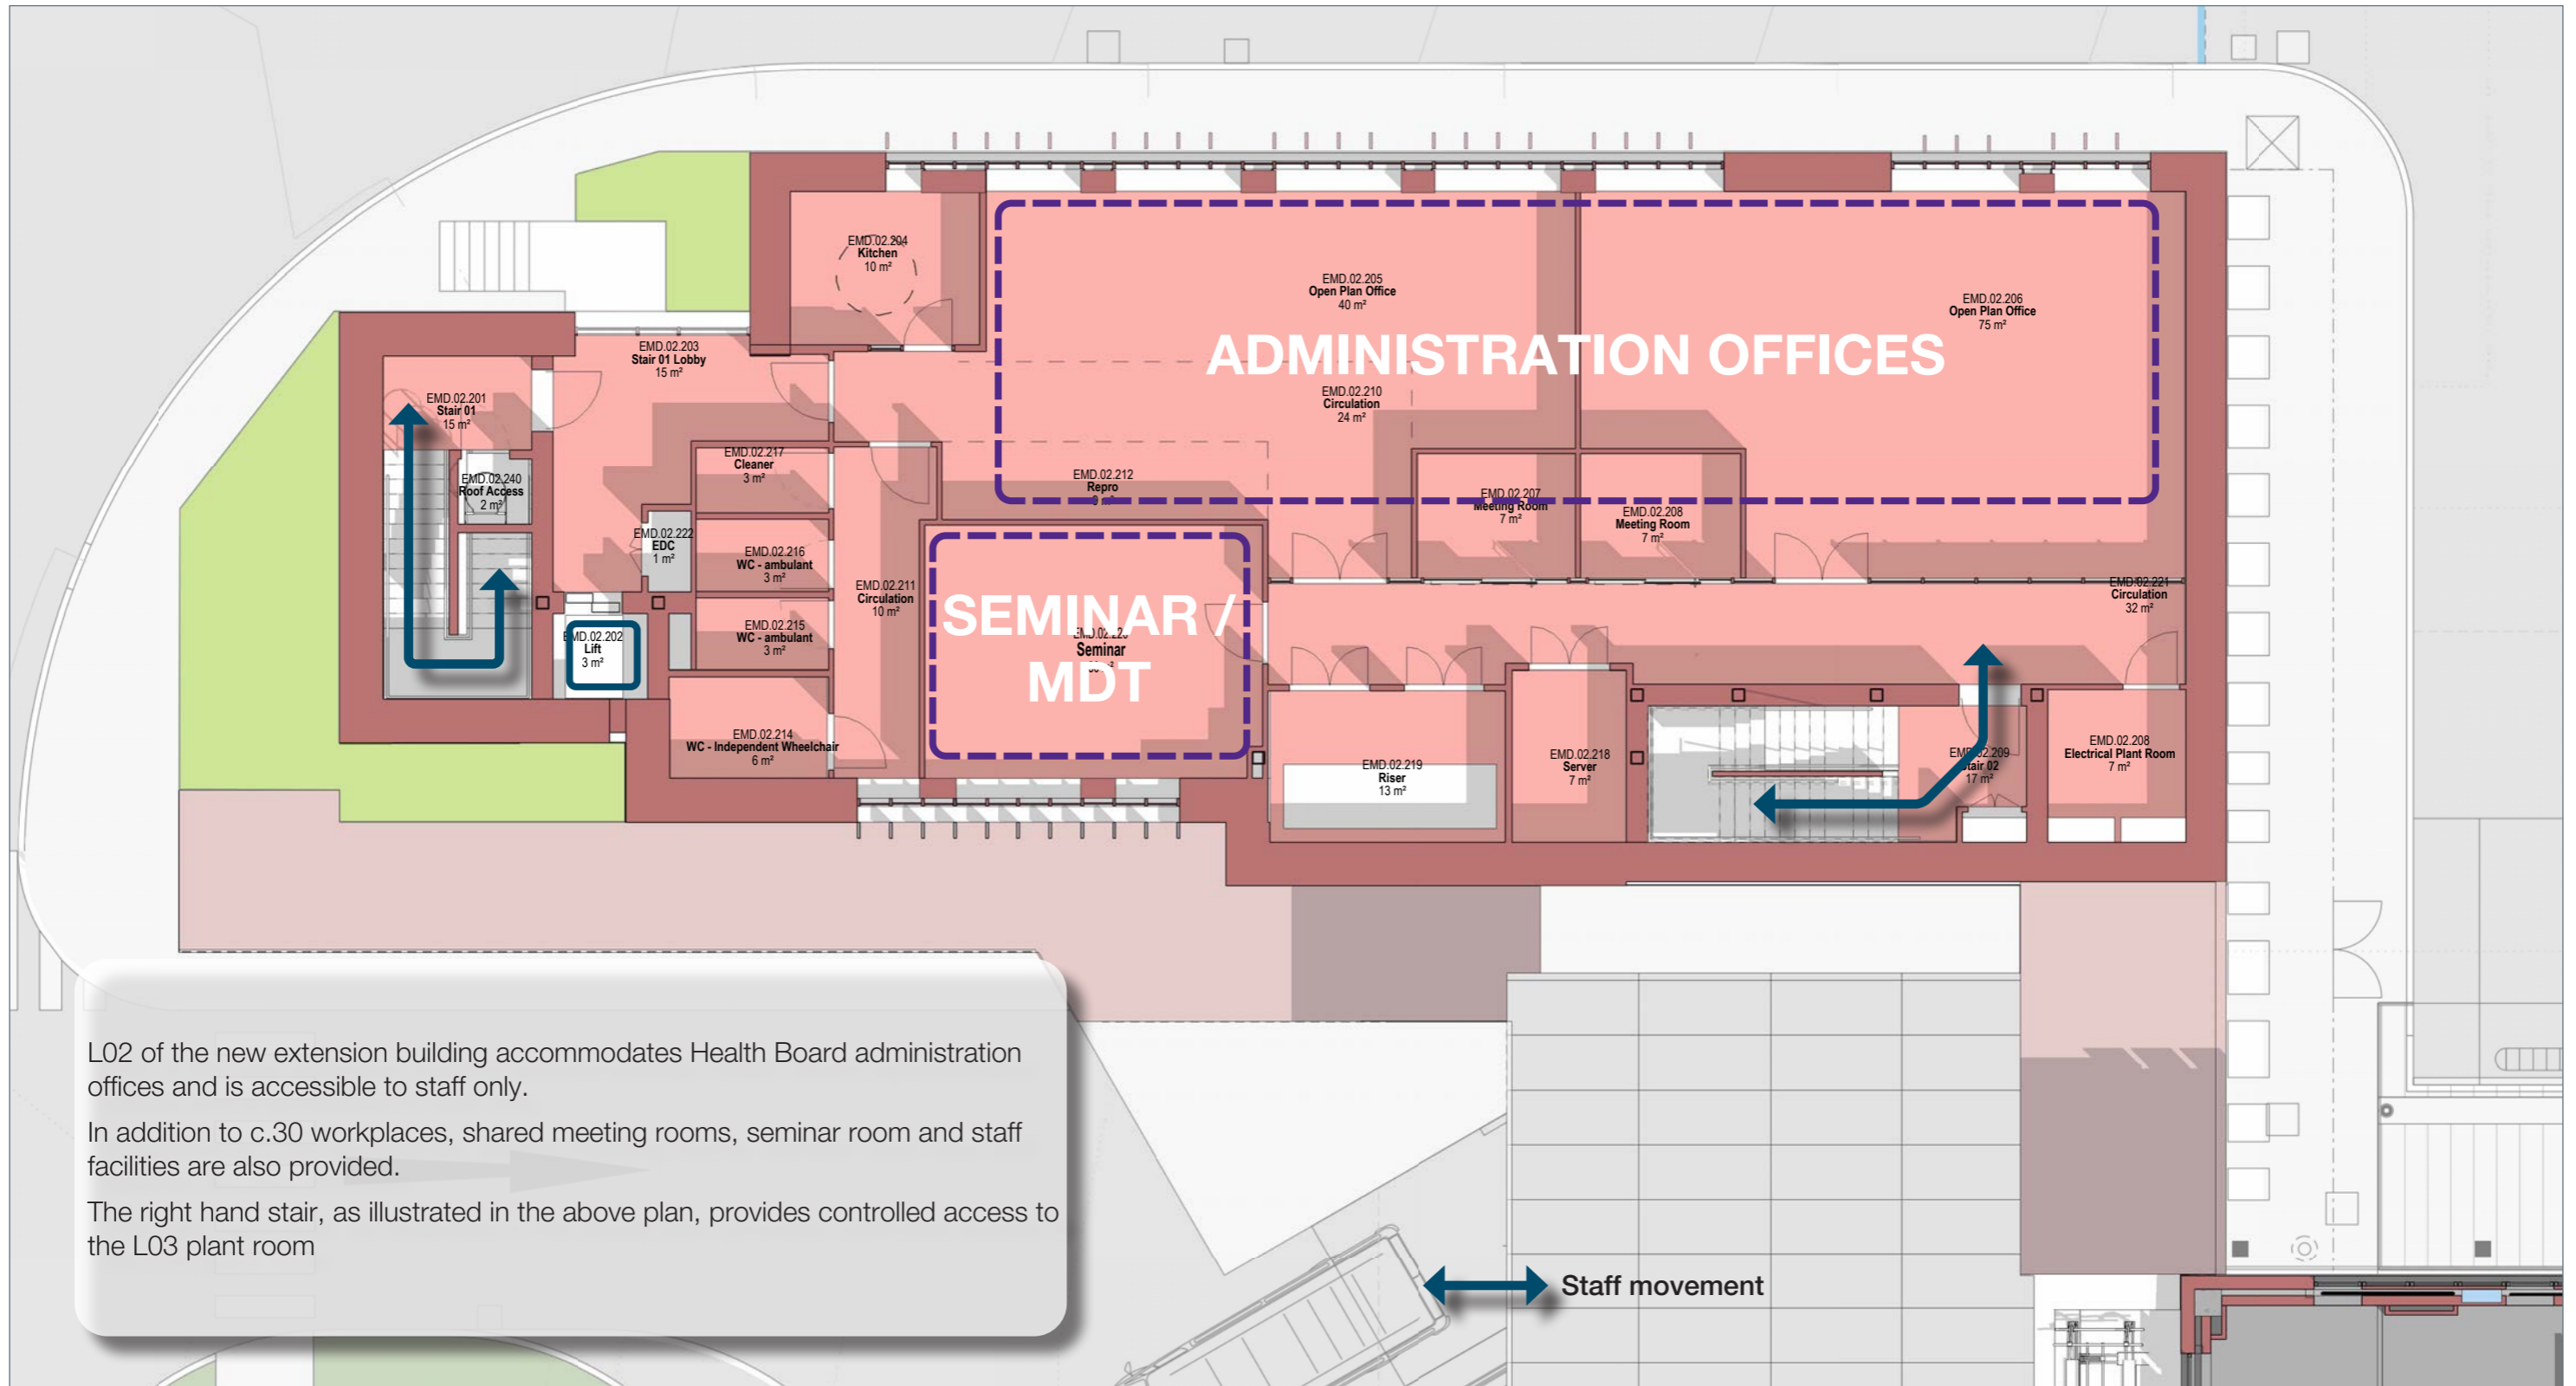 EMD.02.204
Kitchen
10 m²
EMD.02.205
Open Plan Office
40 m²
EMD.02.206
Open Plan Office
75 m²
ADMINISTRATION OFFICES
EMD.02.203
Stair 01 Lobby
15 m²
EMD.02.201
Stair 01
15 m²
EMD.02.210
Circulation
24 m²
EMD.02.217
Cleaner
3 m²
EMD.02.240
Roof Access
2 m²
EMD.02.212
Repro
EMD.02.207
Meeting Room
7 m²
EMD.02.208
Meeting Room
7 m²
EMD.02.222
EDC
1 m²
EMD.02.216
WC - ambulant
3 m²
EMD.02.211
Circulation
10 m²
EMD.02.221
Circulation
32 m²
SEMINAR /
MDT
Seminar
EMD.02.215
WC - ambulant
3 m²
EMD.02.202
Lift
3 m²
EMD.02.214
WC - Independent Wheelchair
6 m²
EMD.02.219
Riser
13 m²
EMD.02.218
Server
7 m²
EMD.02.209
Stair 02
17 m²
EMD.02.208
Electrical Plant Room
7 m²
L02 of the new extension building accommodates Health Board administration
offices and is accessible to staff only.
In addition to c.30 workplaces, shared meeting rooms, seminar room and staff
facilities are also provided.
The right hand stair, as illustrated in the above plan, provides controlled access to
the L03 plant room
Staff movement